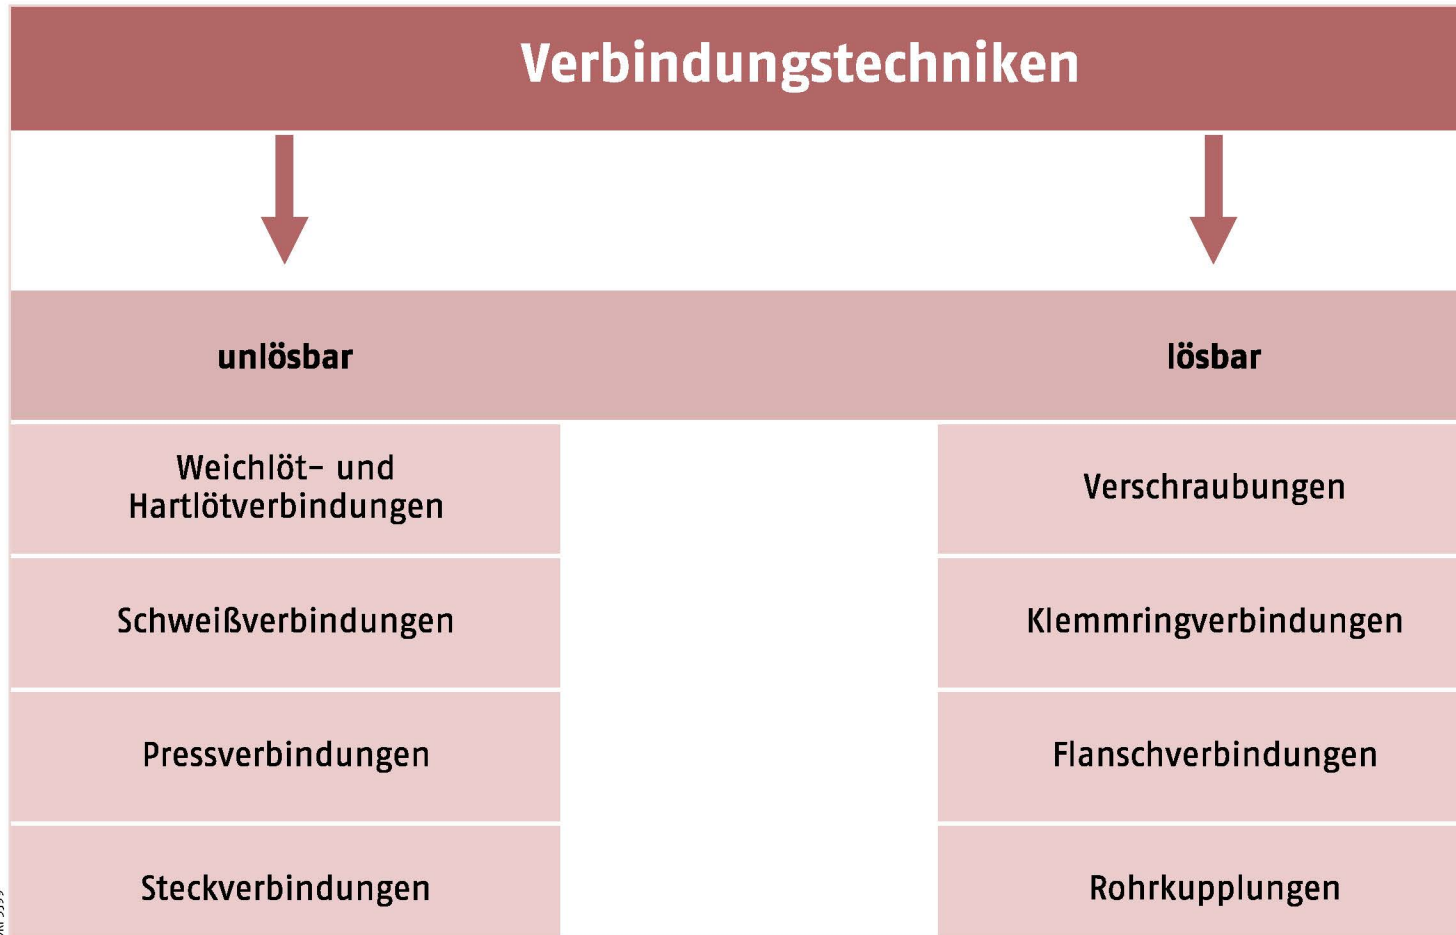 Verbindungstechniken
unlösbar
lösbar
Weichlöt- und
Hartlötverbindungen
Verschraubungen
Schweißverbindungen
Klemmringverbindungen
Pressverbindungen
Flanschverbindungen
Steckverbindungen
Rohrkupplungen